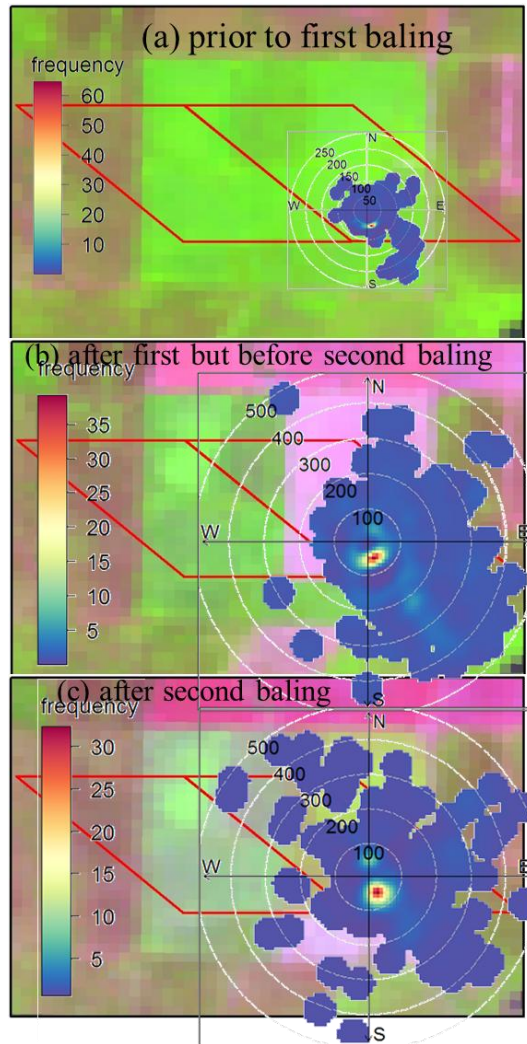 (a) prior to first baling
frequency
60
50
40
30
20
10
N
250
200
150
100
50
W
E
S
(b) after first but before second baling
frequency
35
30
25
20
15
10
5
N
500
400
300
200
100
W
E
S
(c) after second baling
frequency
30
25
20
15
10
5
N
500
400
300
200
100
W
E
S